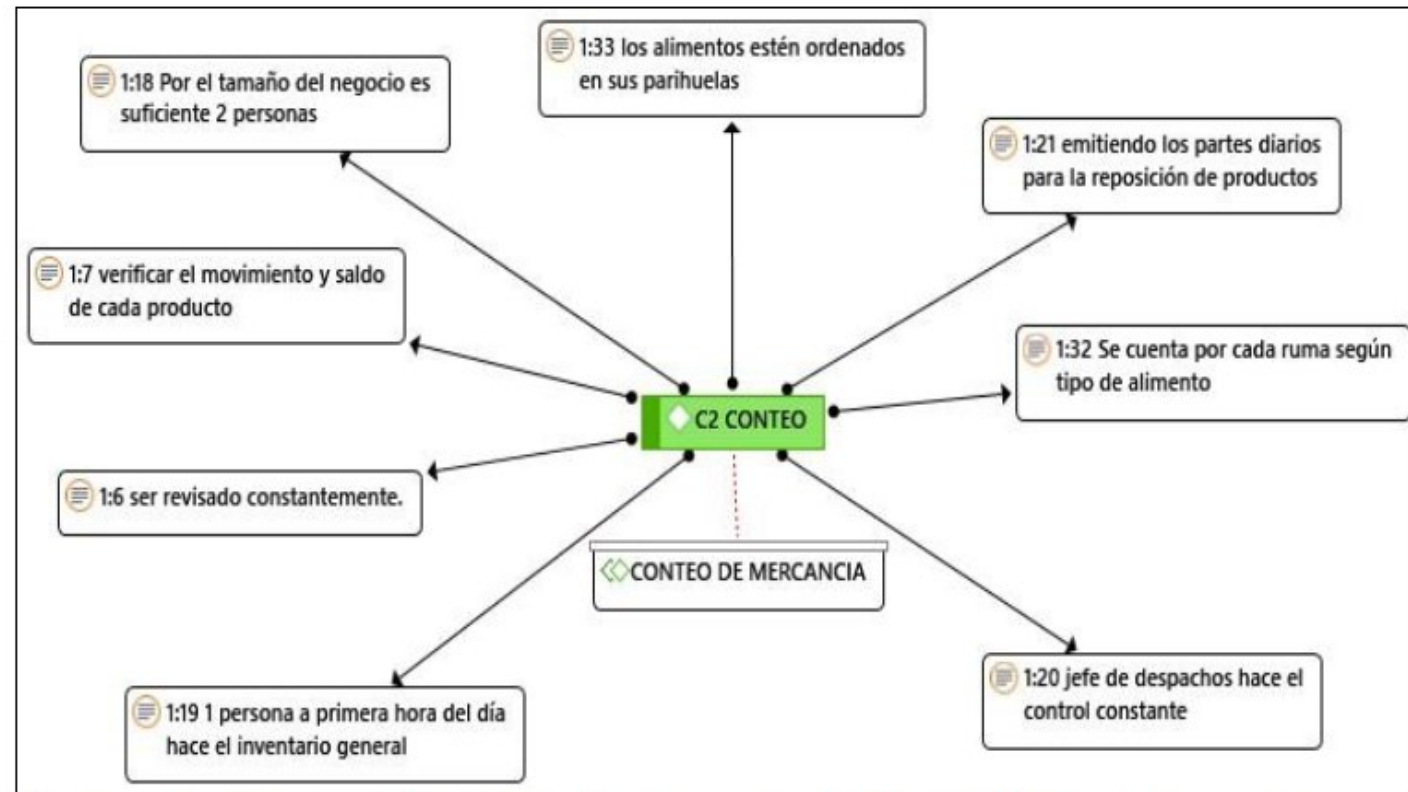 1:33 los alimentos estén ordenados
en sus parihuelas
1:18 Por el tamaño del negocio es
suficiente 2 personas
1:21 emitiendo los partes diarios
para la reposición de productos
1:7 verificar el movimiento y saldo
de cada producto
1:32 Se cuenta por cada ruma según
tipo de alimento
C2 CONTEO
1:6 ser revisado constantemente.
CONTEO DE MERCANCIA
1:20 jefe de despachos hace el
control constante
1:19 1 persona a primera hora del día
hace el inventario general